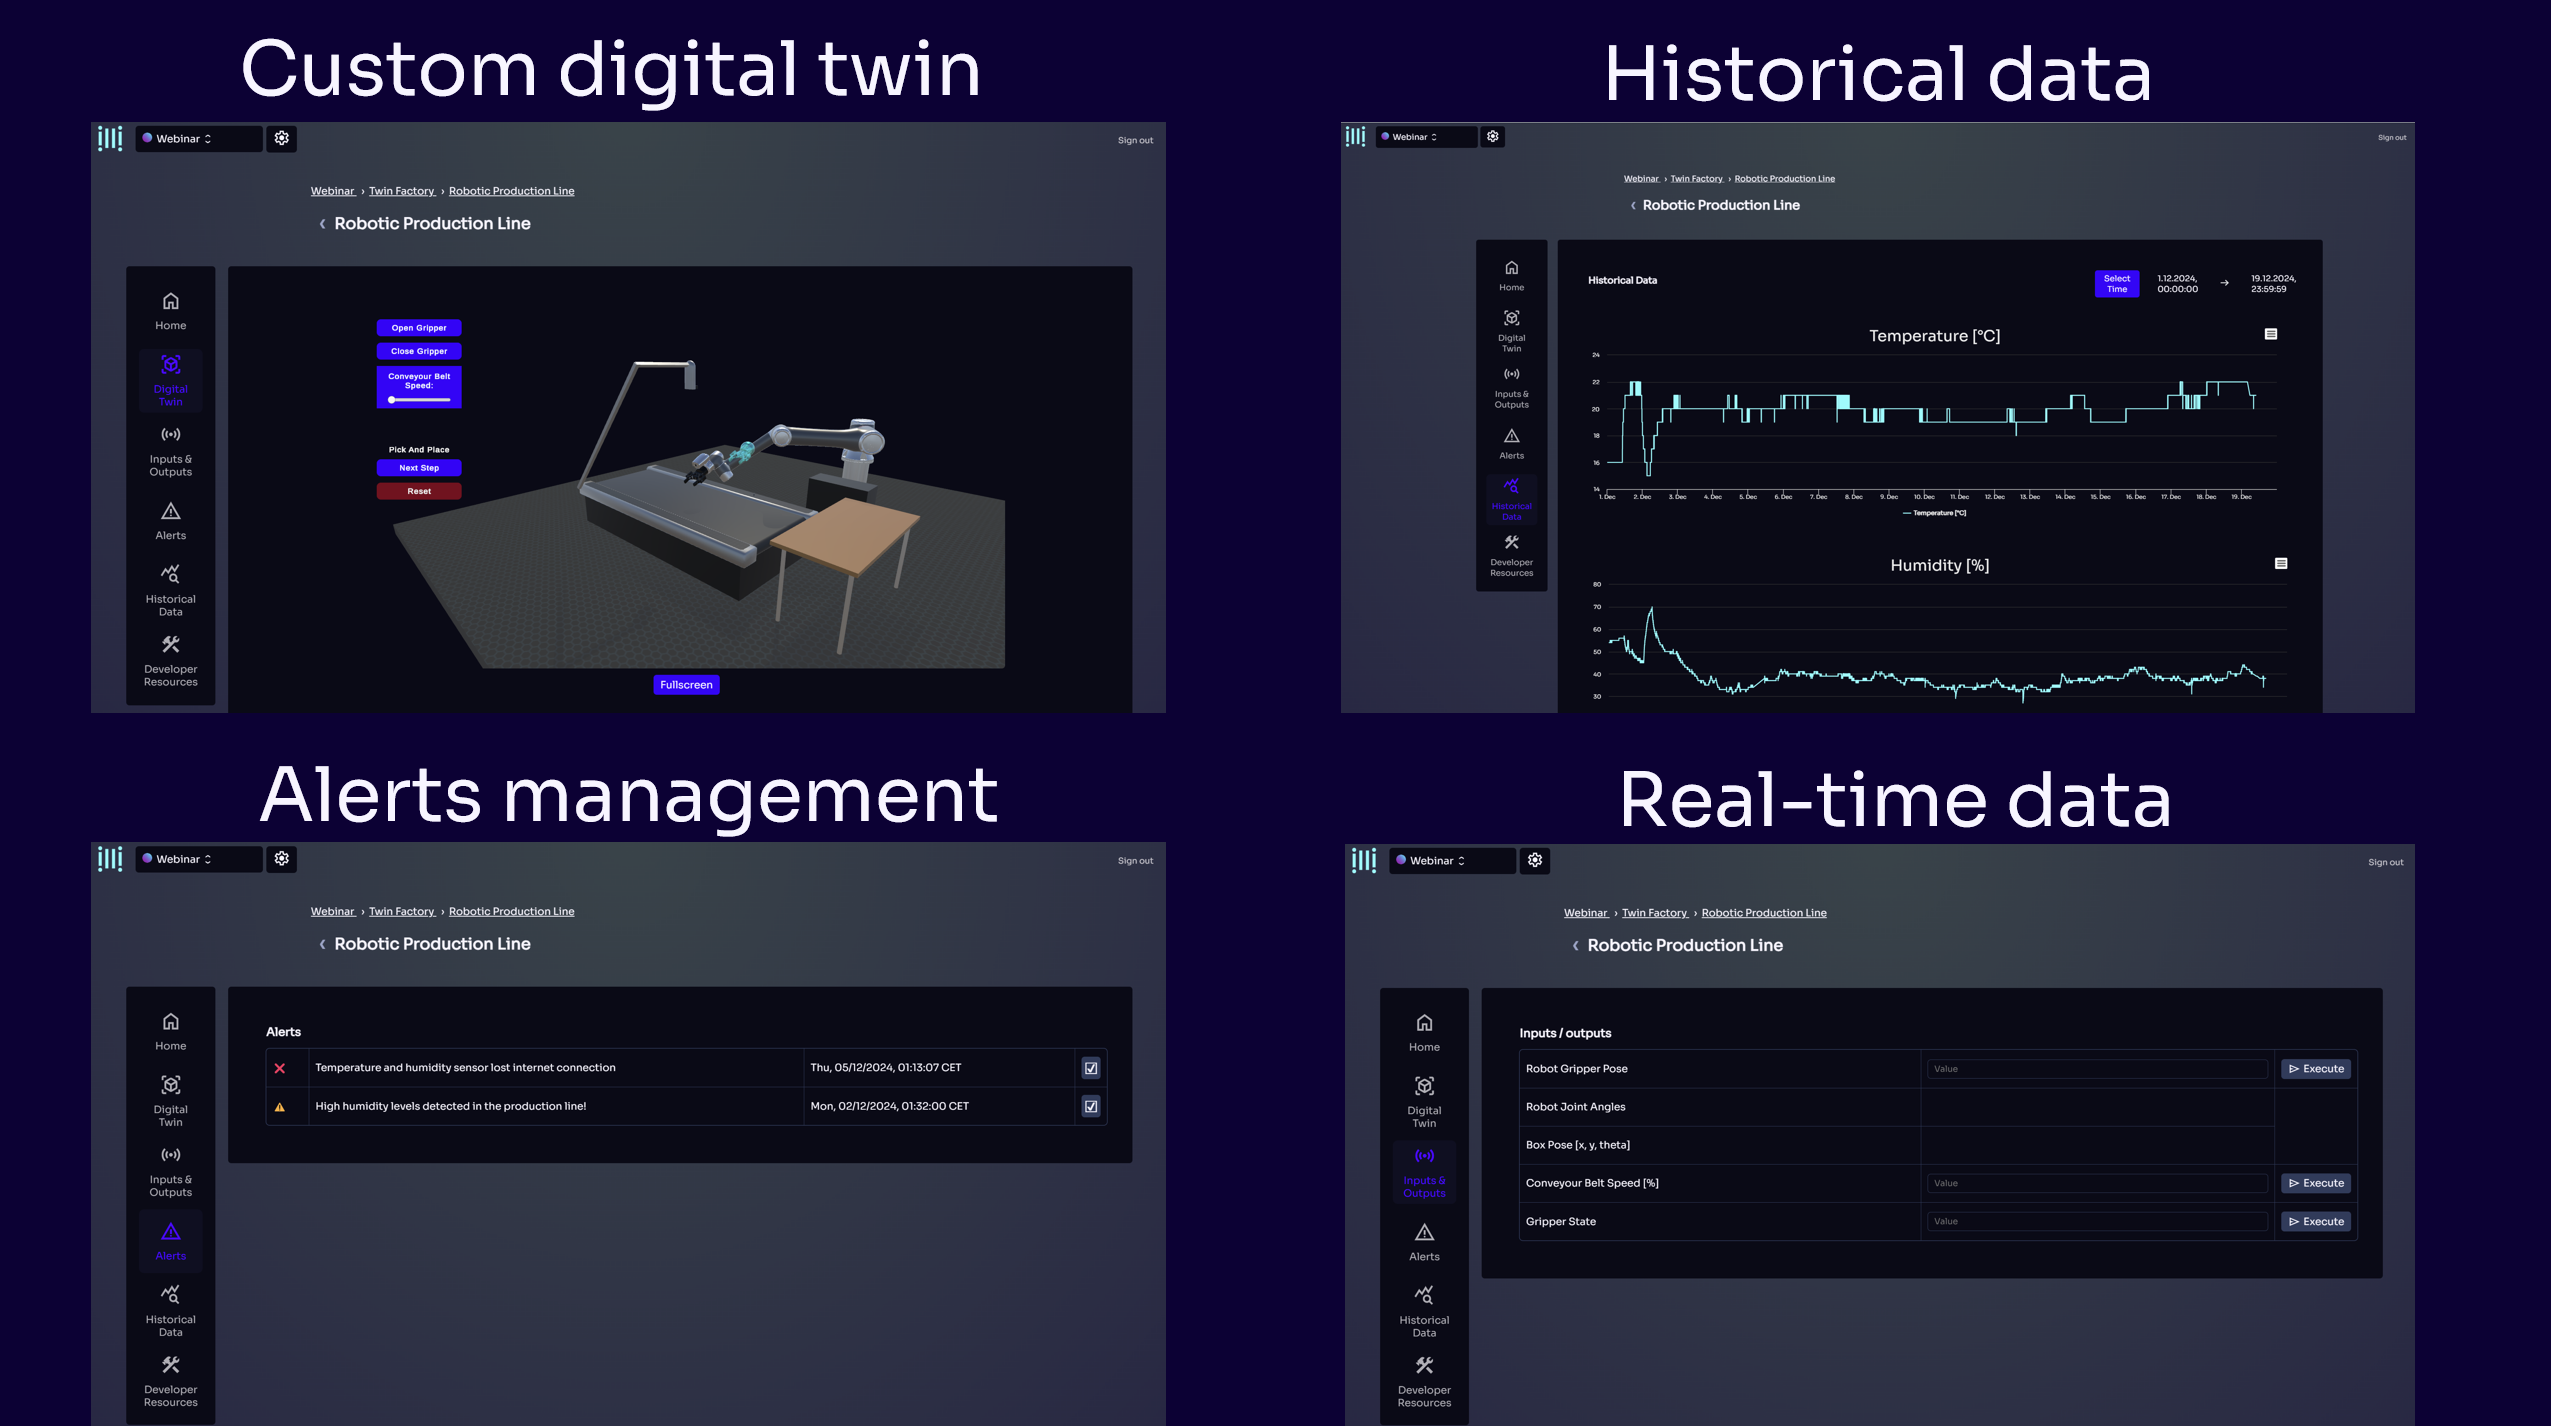 Custom digital twin
Webinar
Sign out
Webinar › Twin Factory › Robotic Production Line
‹ Robotic Production Line
Home
Digital
Twin
Inputs &
Outputs
Alerts
Historical
Data
Developer
Resources
Open Gripper
Close Gripper
Conveyour Belt
Speed:
Pick And Place
Next Step
Reset
Fullscreen
Historical data
Webinar
Sign out
Webinar › Twin Factory › Robotic Production Line
‹ Robotic Production Line
Home
Digital
Twin
Inputs &
Outputs
Alerts
Historical
Data
Developer
Resources
Historical Data
Select
Time
1.12.2024,
00:00:00
→
19.12.2024,
23:59:59
Temperature [°C]
24
22
20
18
16
14
1. Dec 2. Dec 3. Dec 4. Dec 5. Dec 6. Dec 7. Dec 8. Dec 9. Dec 10. Dec 11. Dec 12. Dec 13. Dec 14. Dec 15. Dec 16. Dec 17. Dec 18. Dec 19. Dec
Temperature [°C]
Humidity [%]
80
70
60
50
40
30
Alerts management
Webinar
Sign out
Webinar › Twin Factory › Robotic Production Line
‹ Robotic Production Line
Home
Digital
Twin
Inputs &
Outputs
Alerts
Historical
Data
Developer
Resources
Alerts
Temperature and humidity sensor lost internet connection Thu, 05/12/2024, 01:13:07 CET
High humidity levels detected in the production line! Mon, 02/12/2024, 01:32:00 CET
Real-time data
Webinar
Sign out
Webinar › Twin Factory › Robotic Production Line
‹ Robotic Production Line
Home
Digital
Twin
Inputs &
Outputs
Alerts
Historical
Data
Developer
Resources
Inputs / outputs
Robot Gripper Pose Value Execute
Robot Joint Angles
Box Pose [x, y, theta]
Conveyour Belt Speed [%] Value Execute
Gripper State Value Execute